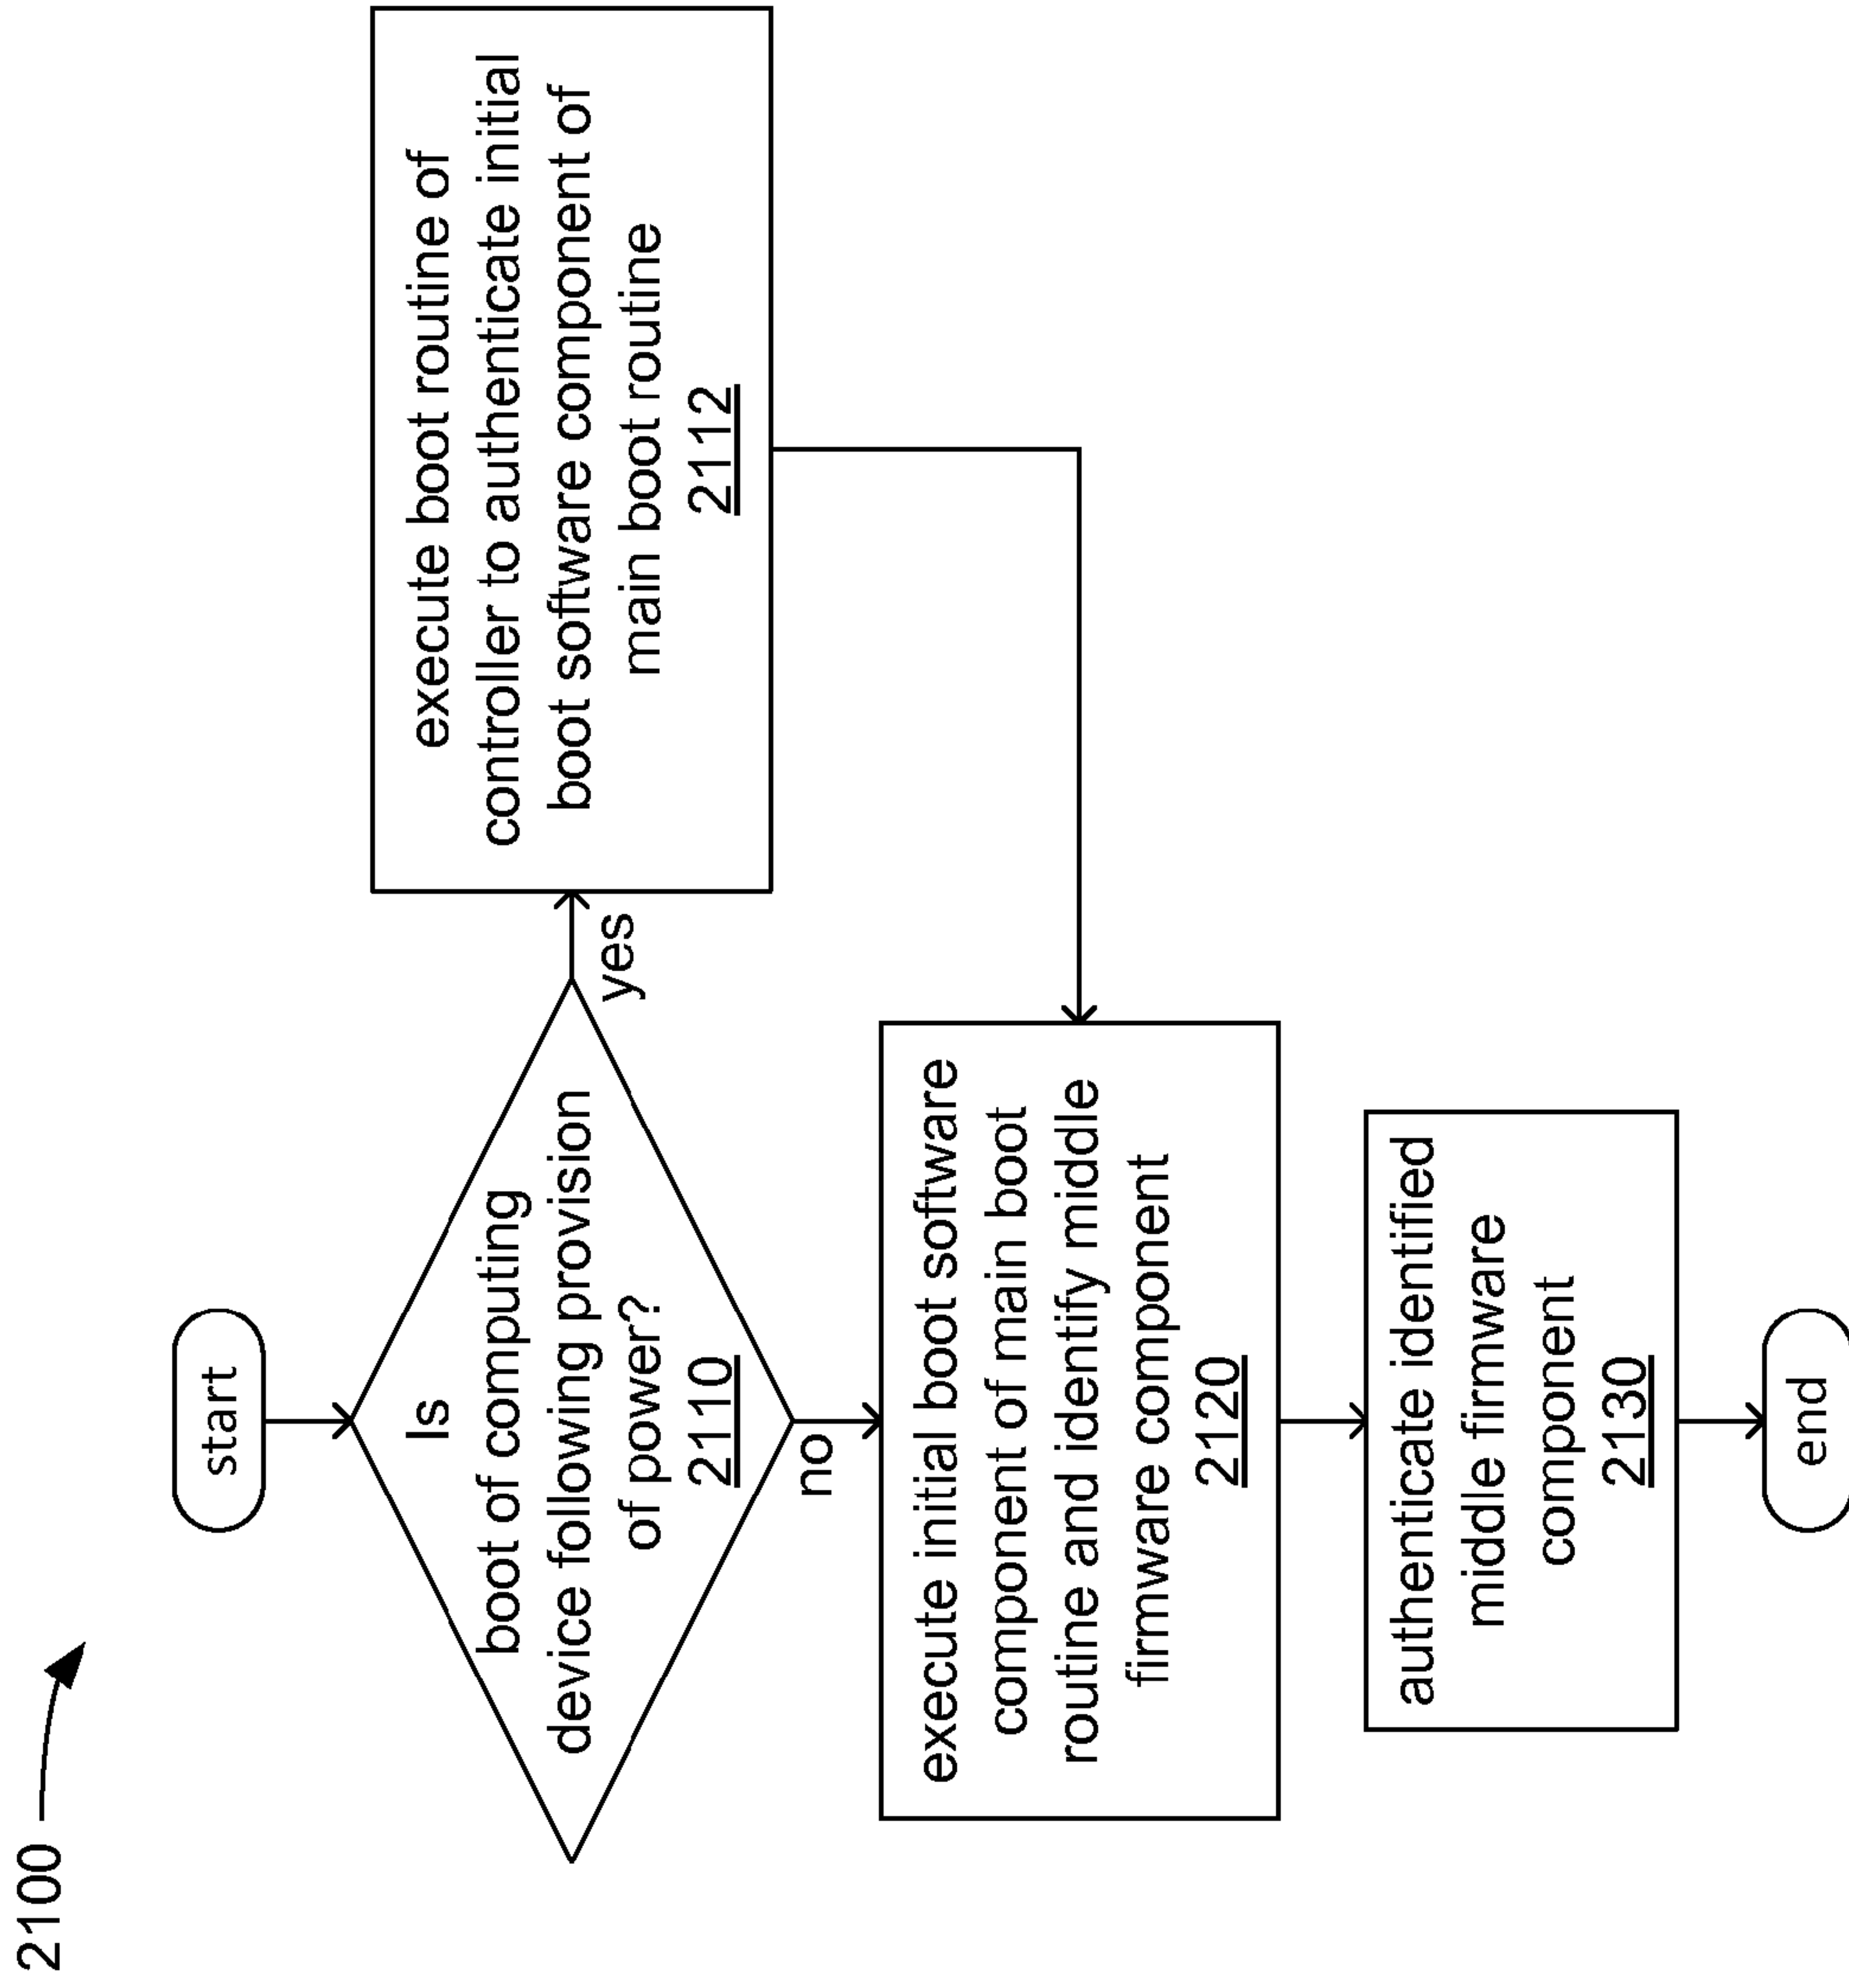 2100
start
Is
boot of computing
device following provision
of power?
2110
yes
execute boot routine of
controller to authenticate initial
boot software component of
main boot routine
2112
no
execute initial boot software
component of main boot
routine and identify middle
firmware component
2120
authenticate identified
middle firmware
component
2130
end